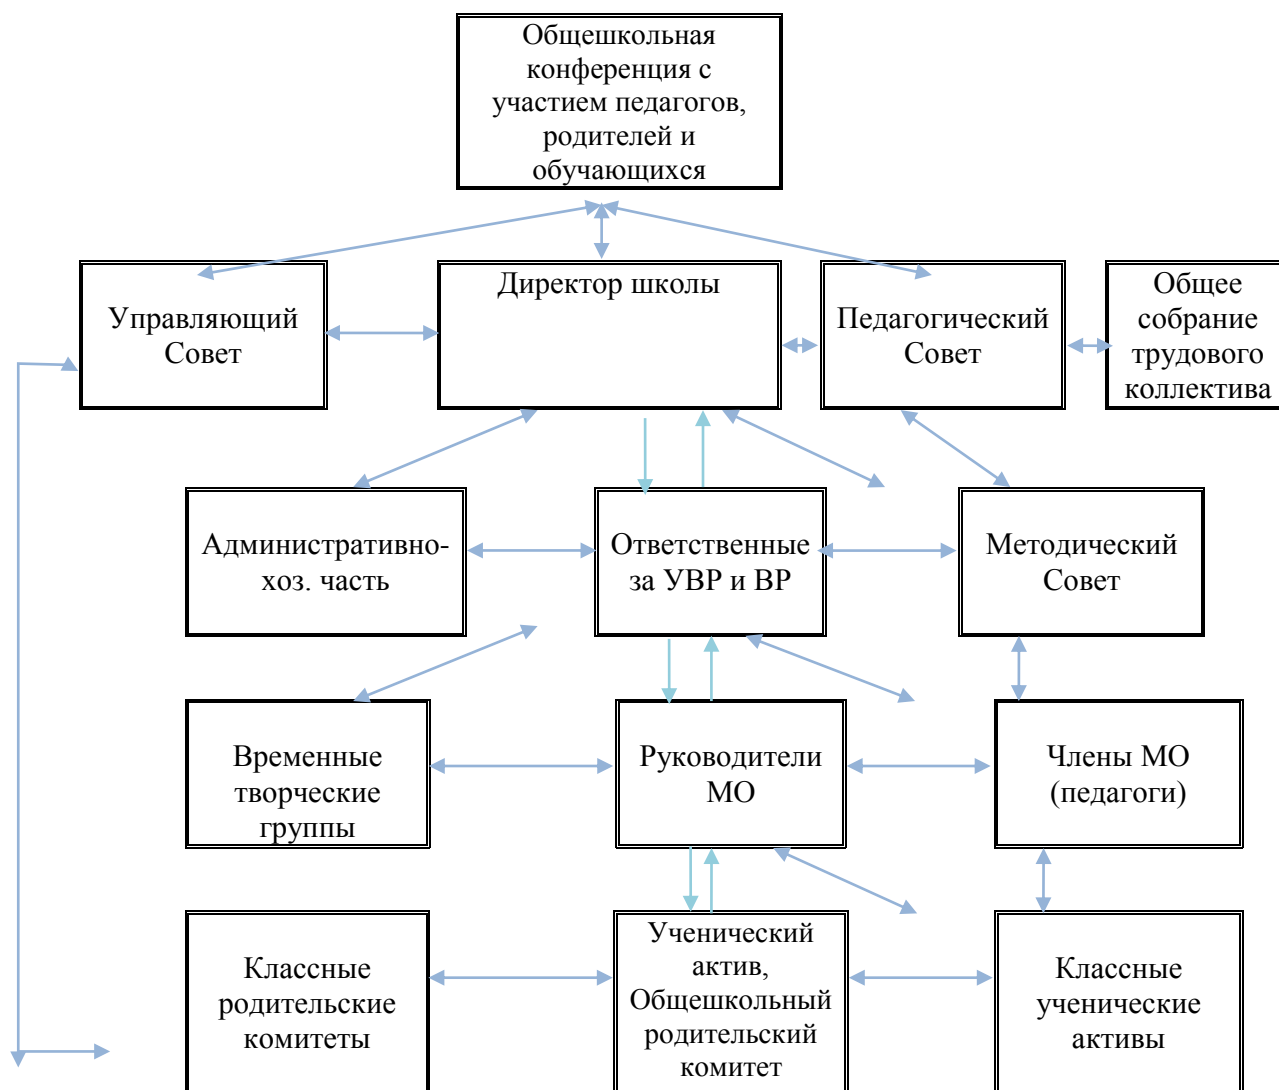 Общешкольная
конференция с
участием педагогов,
родителей и
обучающихся
Управляющий
Совет
Директор школы
Педагогический
Совет
Общее
собрание
трудового
коллектива
Административно-
хоз. часть
Ответственные
за УВР и ВР
Методический
Совет
Временные
творческие
группы
Руководители
МО
Члены МО
(педагоги)
Классные
родительские
комитеты
Ученический
актив,
Общешкольный
родительский
комитет
Классные
ученические
активы